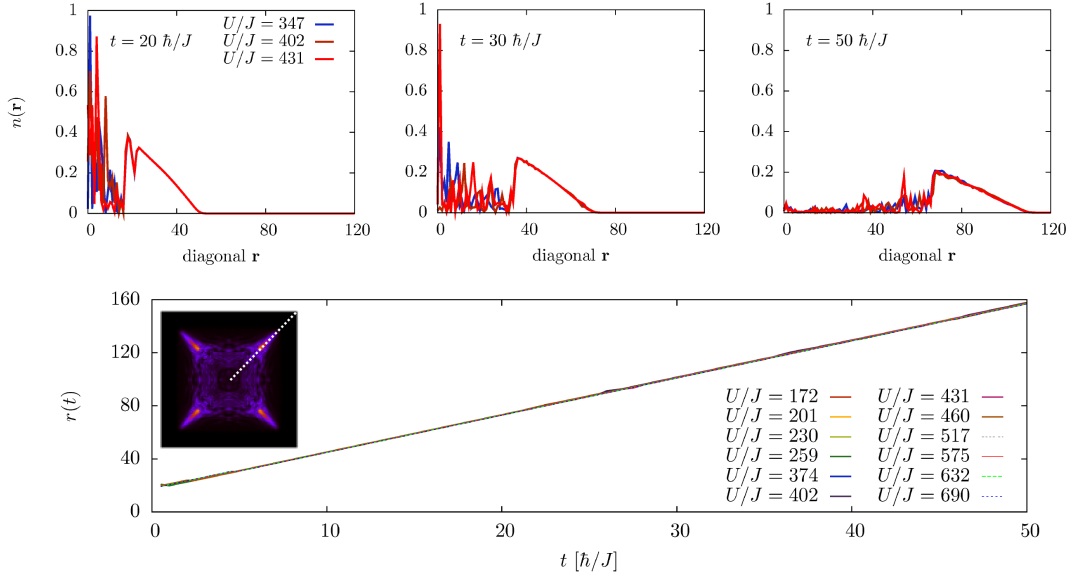 n(r)
1
0.8
0.6
0.4
0.2
0
t = 20 ħ/J
U/J = 347
U/J = 402
U/J = 431
0 40 80 120
diagonal r
1
0.8
0.6
0.4
0.2
0
t = 30 ħ/J
0 40 80 120
diagonal r
1
0.8
0.6
0.4
0.2
0
t = 50 ħ/J
0 40 80 120
diagonal r
r(t)
160
120
80
40
0
U/J = 172
U/J = 201
U/J = 230
U/J = 259
U/J = 374
U/J = 402
U/J = 431
U/J = 460
U/J = 517
U/J = 575
U/J = 632
U/J = 690
0 10 20 30 40 50
t [ħ/J]